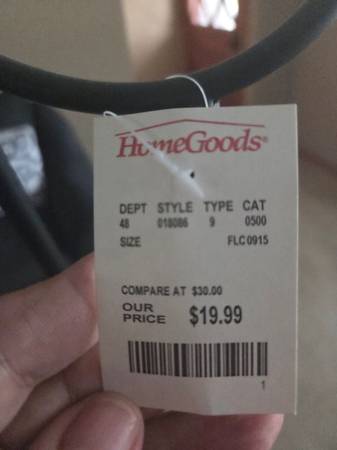 HomeGoods®
DEPT STYLE TYPE CAT
48 018086 9 0500
SIZE FLC0915
COMPARE AT $30.00
OUR
PRICE $19.99
1